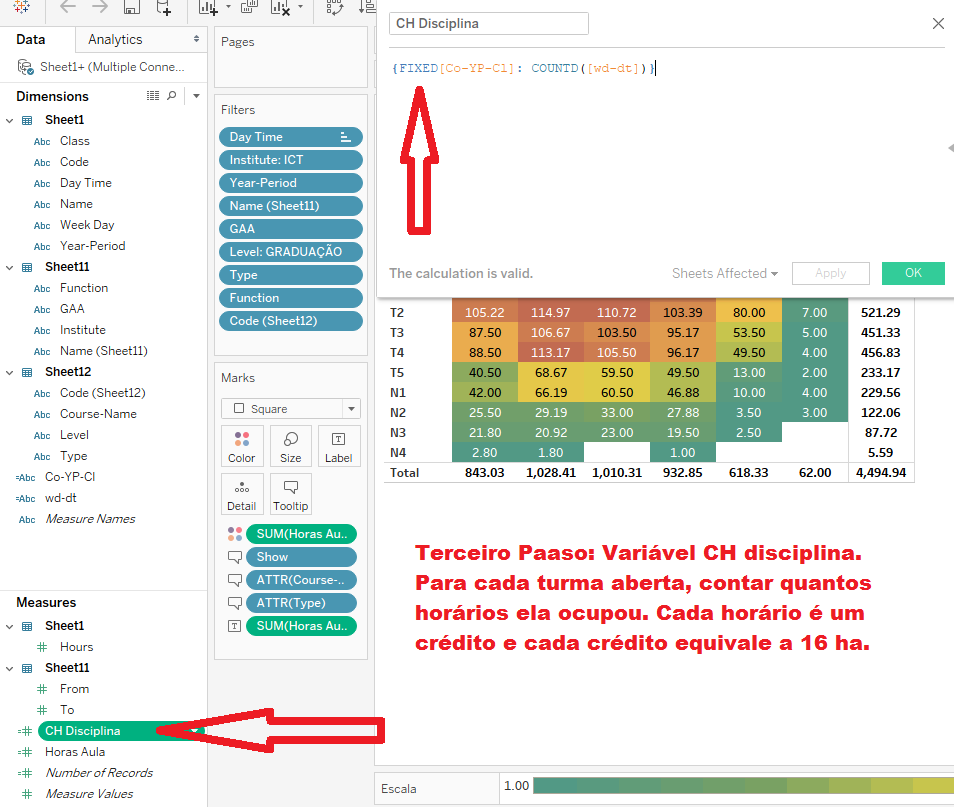 Data
Analytics
Sheet1+ (Multiple Conne...
Dimensions
Sheet1
Abc Class
Abc Code
Abc Day Time
Abc Name
Abc Week Day
Abc Year-Period
Sheet11
Abc Function
Abc GAA
Abc Institute
Abc Name (Sheet11)
Sheet12
Abc Code (Sheet12)
Abc Course-Name
Abc Level
Abc Type
=Abc Co-YP-Cl
=Abc wd-dt
Abc Measure Names
Measures
Sheet1
# Hours
Sheet11
# From
# To
=# CH Disciplina
=# Horas Aula
=# Number of Records
# Measure Values
Pages
Filters
Day Time
Institute: ICT
Year-Period
Name (Sheet11)
GAA
Level: GRADUAÇÃO
Type
Function
Code (Sheet12)
Marks
Square
Color
Size
Label
Detail
Tooltip
SUM(Horas Au..
Show
ATTR(Course-..
ATTR(Type)
SUM(Horas Au..
CH Disciplina
{FIXED[Co-YP-Cl]: COUNTD([wd-dt])}
The calculation is valid.
Sheets Affected
Apply
OK
T2 105.22 114.97 110.72 103.39 80.00 7.00 521.29
T3 87.50 106.67 103.50 95.17 53.50 5.00 451.33
T4 88.50 113.17 105.50 96.17 49.50 4.00 456.83
T5 40.50 68.67 59.50 49.50 13.00 2.00 233.17
N1 42.00 66.19 60.50 46.88 10.00 4.00 229.56
N2 25.50 29.19 33.00 27.88 3.50 3.00 122.06
N3 21.80 20.92 23.00 19.50 2.50 87.72
N4 2.80 1.80 1.00 5.59
Total 843.03 1,028.41 1,010.31 932.85 618.33 62.00 4,494.94
Terceiro Paaso: Variável CH disciplina.
Para cada turma aberta, contar quantos
horários ela ocupou. Cada horário é um
crédito e cada crédito equivale a 16 ha.
Escala
1.00